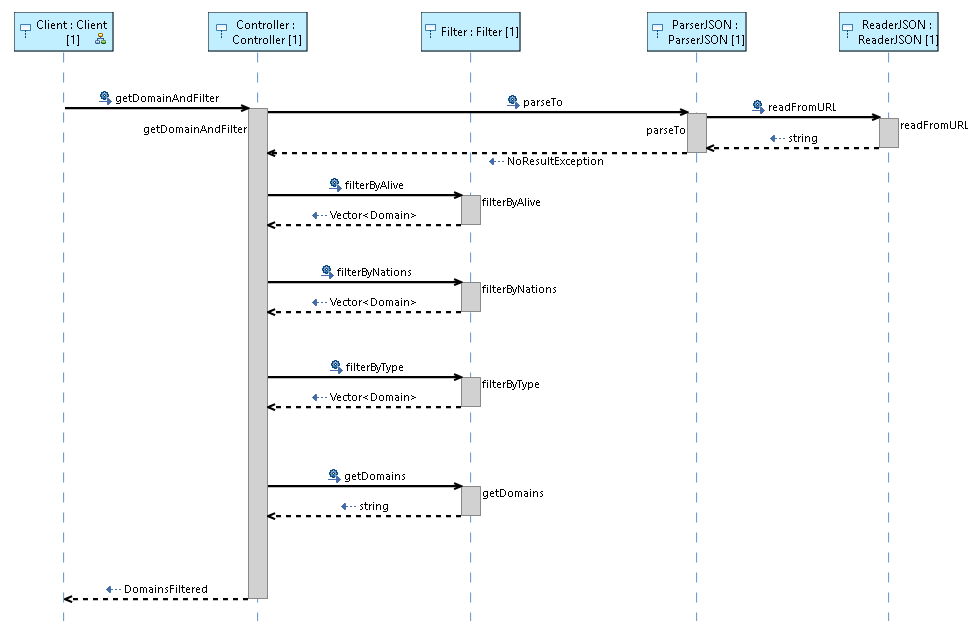 Client : Client
[1]
Controller :
Controller [1]
Filter : Filter [1]
ParserJSON :
ParserJSON [1]
ReaderJSON :
ReaderJSON [1]
getDomainAndFilter
parseTo
readFromURL
getDomainAndFilter
parseTo
readFromURL
string
NoResultException
filterByAlive
filterByAlive
Vector<Domain>
filterByNations
filterByNations
Vector<Domain>
filterByType
filterByType
Vector<Domain>
getDomains
getDomains
string
DomainsFiltered